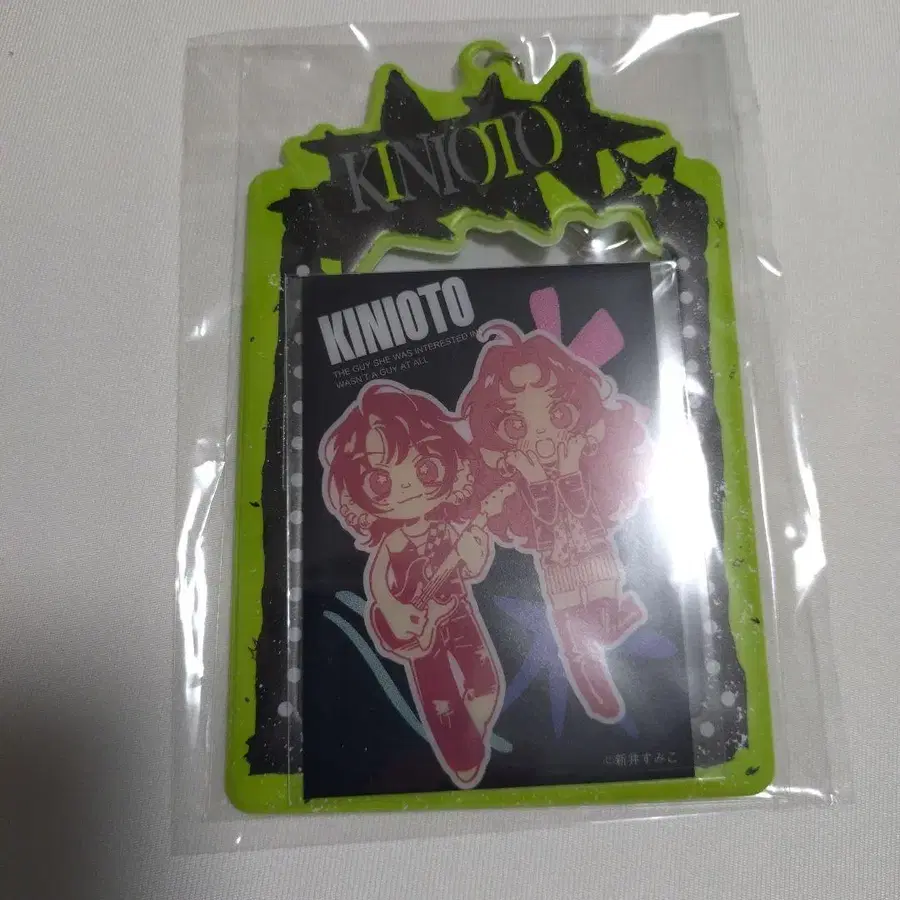 KINIOTO
KINIOTO
THE GUY SHE WAS INTERESTED IN
WASN'T A GUY AT ALL
©新井すみこ